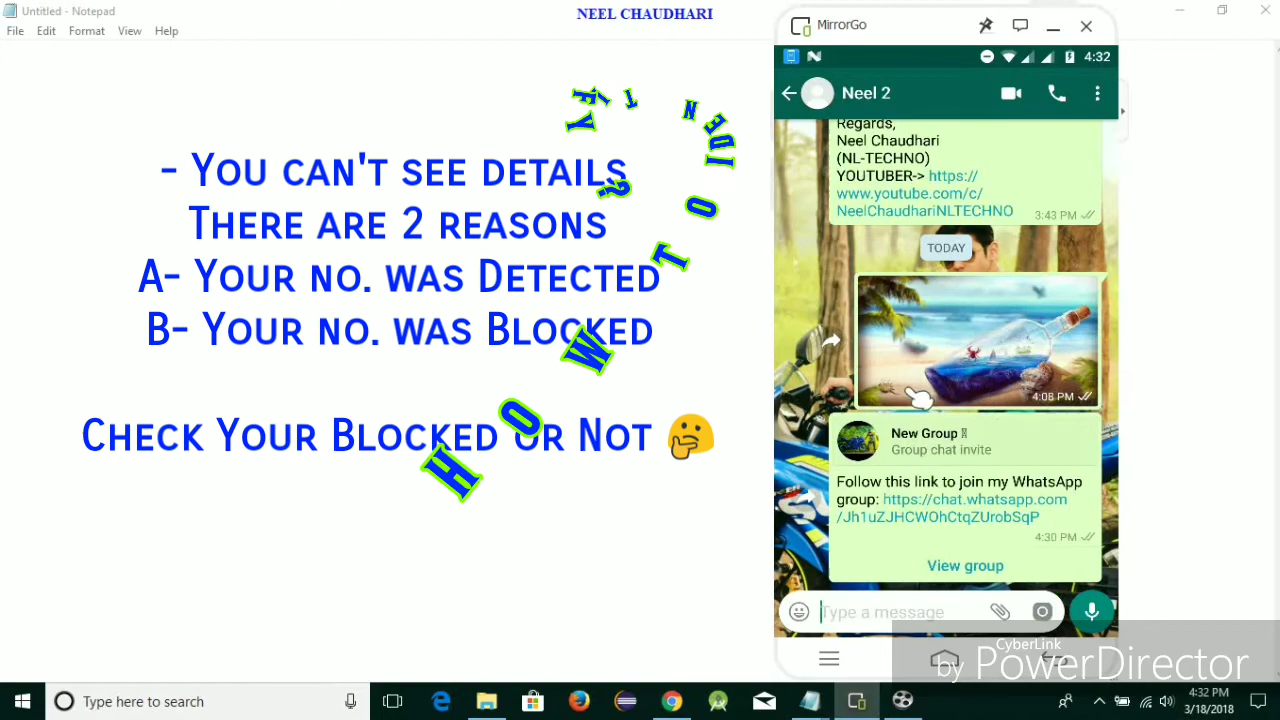 Untitled - Notepad
File Edit Format View Help
NEEL CHAUDHARI
- You can't see details
There are 2 reasons
A- Your no. was Detected
B- Your no. was Blocked
Check Your Blocked or Not 🤔
HOW TO IDENTIFY ?
MirrorGo
4:32
Neel 2
Regards,
Neel Chaudhari
(NL-TECHNO)
YOUTUBER-> https://
www.youtube.com/c/
NeelChaudhariNLTECHNO
3:43 PM
TODAY
4:08 PM
New Group
Group chat invite
Follow this link to join my WhatsApp
group: https://chat.whatsapp.com
/Jh1uZJHCWOhCtqZUrobSqP
4:30 PM
View group
Type a message
CyberLink
by PowerDirector
Type here to search
4:32 PM
3/18/2018